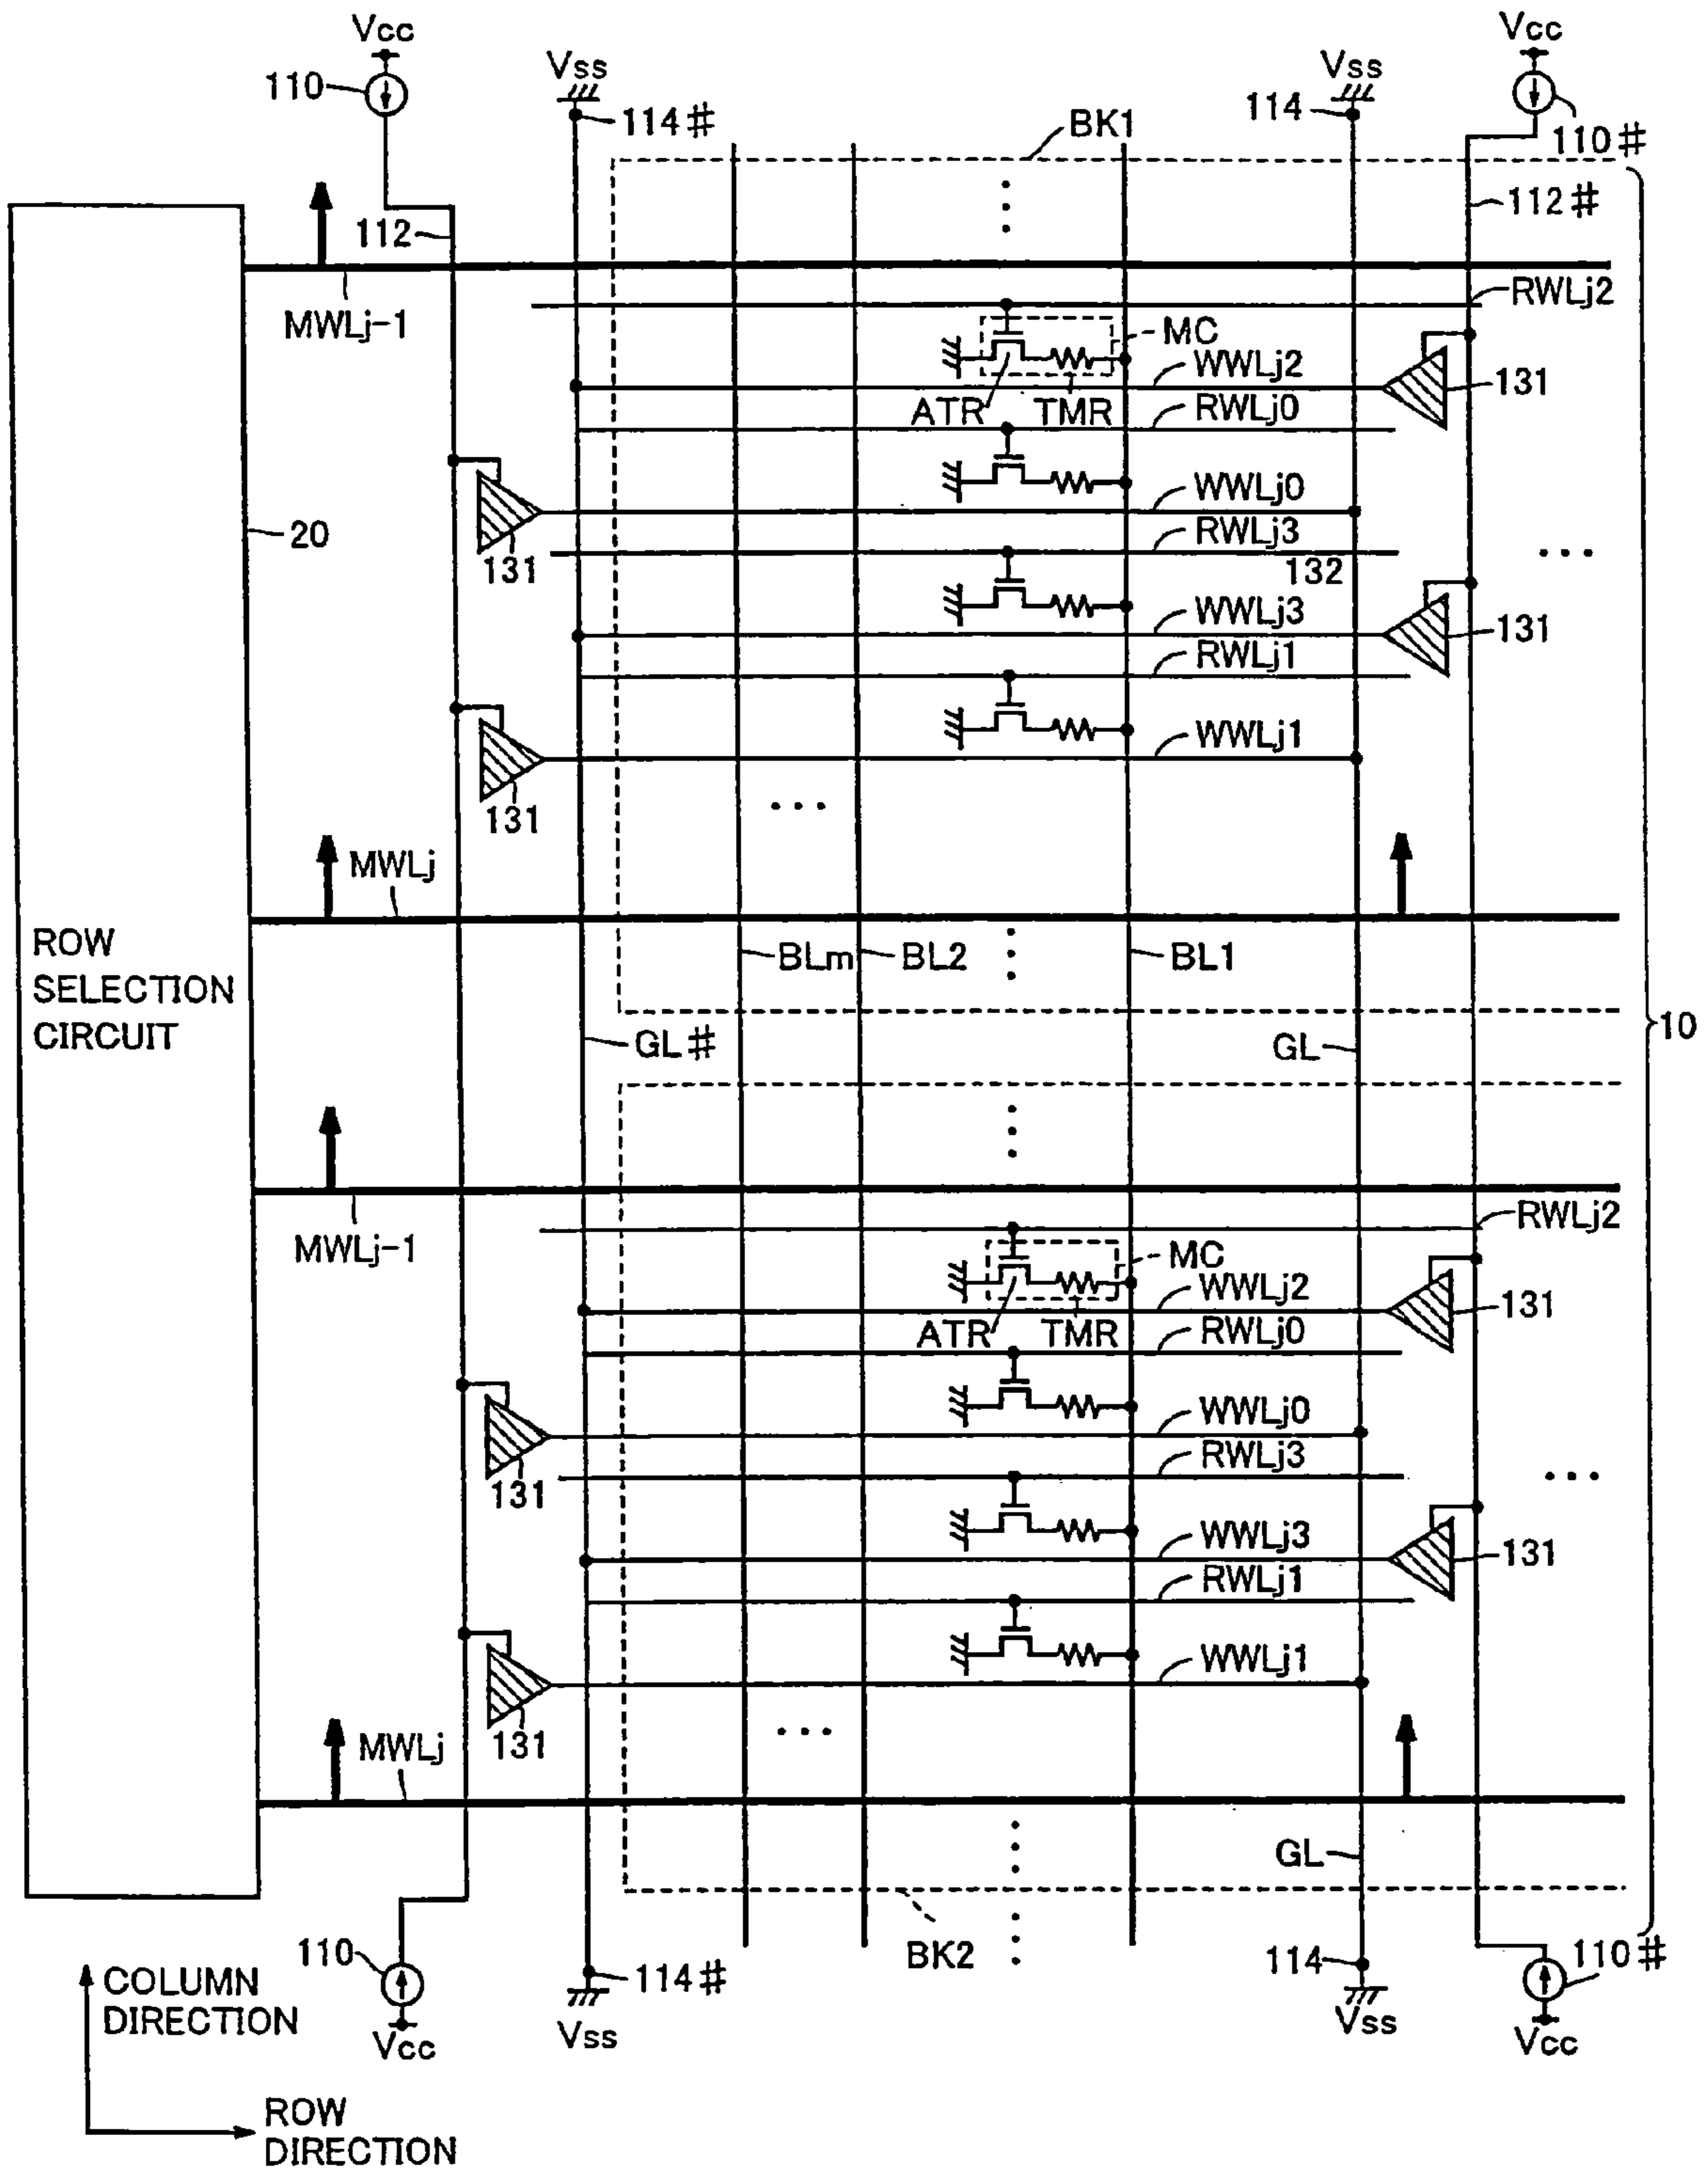 Vcc
Vcc
Vss
Vss
110
114#
BK1
114
110#
112
112#
MWLj-1
RWLj2
MC
WWLj2
131
ATR
TMR
RWLj0
WWLj0
20
RWLj3
131
132
WWLj3
131
RWLj1
WWLj1
131
MWLj
ROW
SELECTION
CIRCUIT
BLm
BL2
BL1
10
GL#
GL
MWLj-1
RWLj2
MC
WWLj2
131
ATR
TMR
RWLj0
WWLj0
RWLj3
131
WWLj3
131
RWLj1
WWLj1
131
MWLj
GL
110
BK2
114
110#
COLUMN
DIRECTION
114#
Vcc
Vss
Vss
Vcc
ROW
DIRECTION